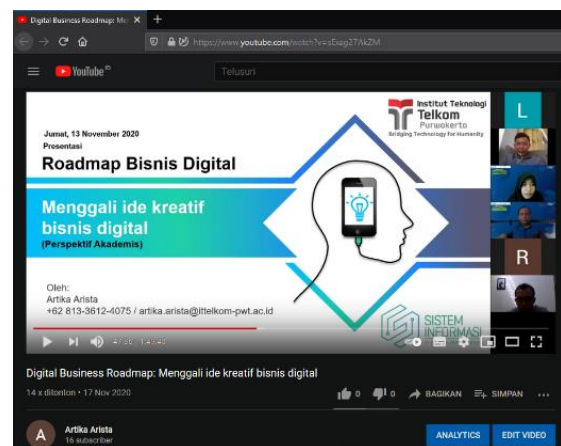 Digital Business Roadmap: Me
https://www.youtube.com/watch?v=sExag27AkZM
YouTube ID
Telusuri
Institut Teknologi
Telkom
Purwokerto
Bridging Technology for Humanity
L
Jumat, 13 November 2020
Presentasi
Roadmap Bisnis Digital
Menggali ide kreatif
bisnis digital
(Perspektif Akademis)
R
Oleh:
Artika Arista
+62 813-3612-4075 / artika.arista@ittelkom-pwt.ac.id
SISTEM
INFORMASI
Digital Business Roadmap: Menggali ide kreatif bisnis digital
14 x ditonton • 17 Nov 2020
0
0
BAGIKAN
SIMPAN
A
Artika Arista
16 subscriber
ANALYTICS
EDIT VIDEO